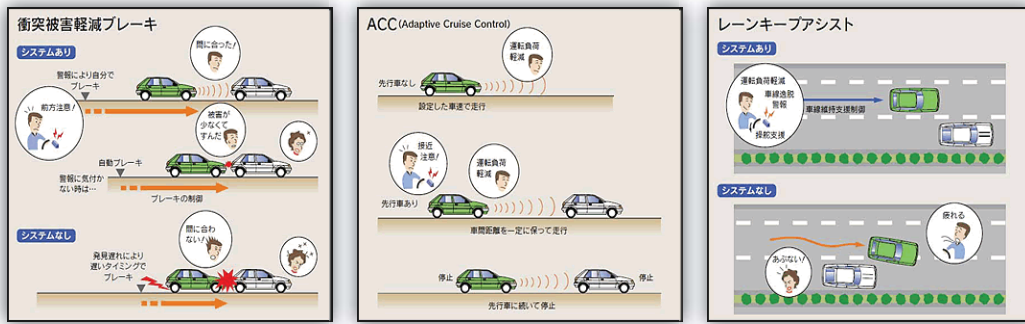 衝突被害軽減ブレーキ
システムあり
間に合った!
警報により自分で
ブレーキ
前方注意!
被害が
少なくて
すんだ
自動ブレーキ
警報に気付か
ない時は…
ブレーキの制御
システムなし
間に合わ
ない!
発見遅れにより
遅いタイミングで
ブレーキ
ACC(Adaptive Cruise Control)
運転負荷
軽減
先行車なし
設定した車速で走行
接近
注意!
運転負荷
軽減
先行車あり
車間距離を一定に保って走行
停止
停止
先行車に続いて停止
レーンキープアシスト
システムあり
運転負荷軽減
車線逸脱
警報
操舵支援
車線維持支援制御
システムなし
疲れる
あぶない!